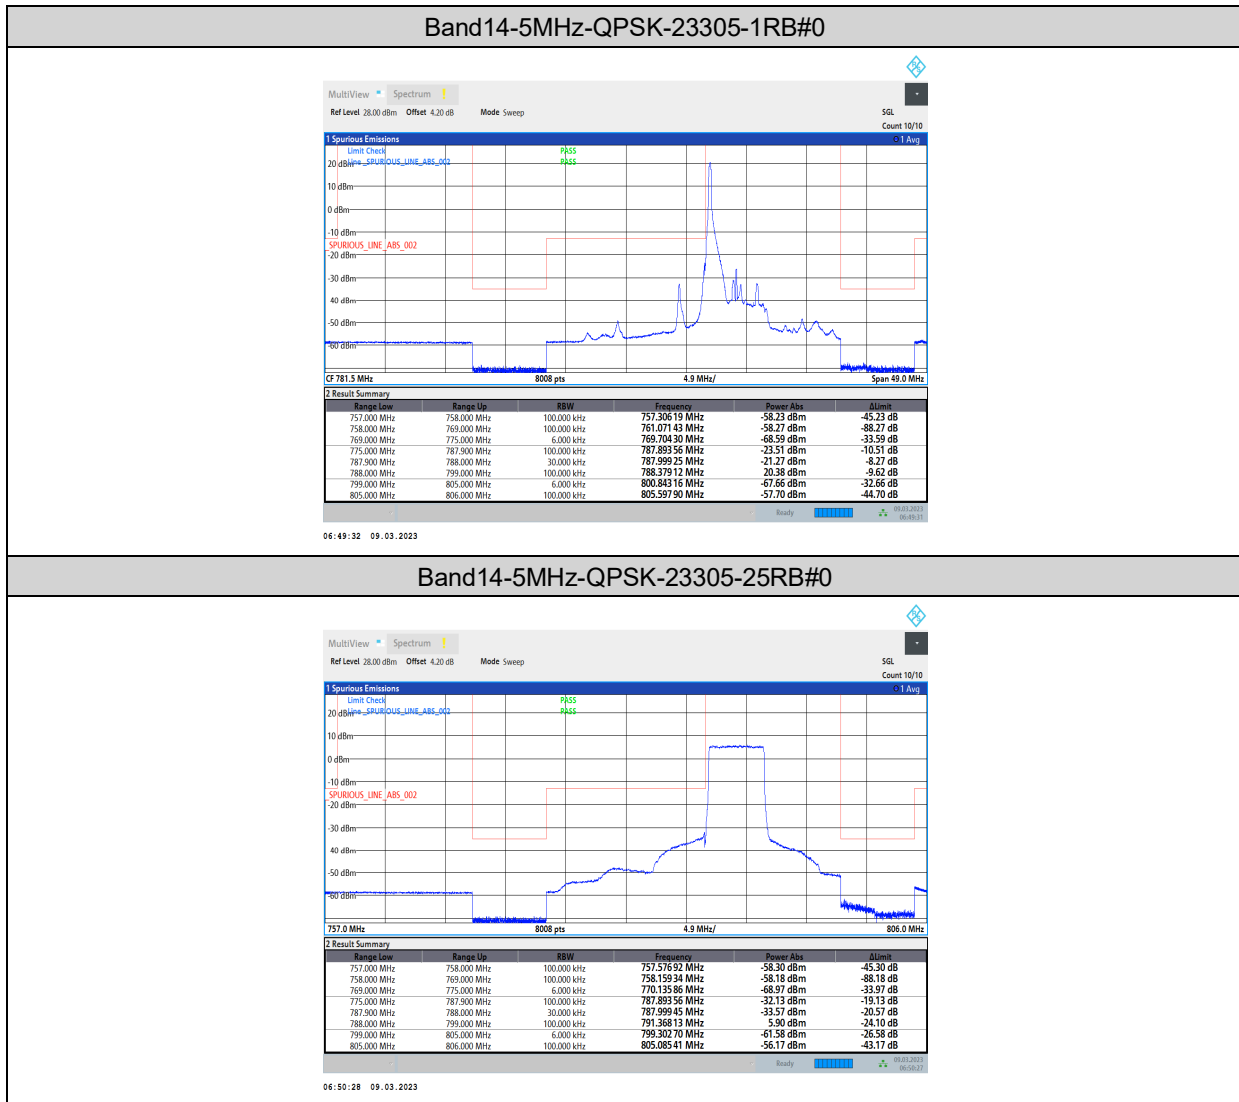 Band14-5MHz-QPSK-23305-1RB#0
MultiView Spectrum
Ref Level 28.00 dBm Offset 4.20 dB Mode Sweep SGL
Count 10/10
1 Spurious Emissions 1 Avg
Limit Check PASS
Line _SPURIOUS_LINE_ABS_002 PASS
20 dBm
10 dBm
0 dBm
-10 dBm
_SPURIOUS_LINE_ABS_002
-20 dBm
-30 dBm
-40 dBm
-50 dBm
-60 dBm
CF 781.5 MHz 8008 pts 4.9 MHz/ Span 49.0 MHz
2 Result Summary
Range Low Range Up RBW Frequency Power Abs ΔLimit
757.000 MHz 758.000 MHz 100.000 kHz 757.306 19 MHz -58.23 dBm -45.23 dB
758.000 MHz 769.000 MHz 100.000 kHz 761.071 43 MHz -58.27 dBm -88.27 dB
769.000 MHz 775.000 MHz 6.000 kHz 769.704 30 MHz -68.59 dBm -33.59 dB
775.000 MHz 787.900 MHz 100.000 kHz 787.893 56 MHz -23.51 dBm -10.51 dB
787.900 MHz 788.000 MHz 30.000 kHz 787.999 25 MHz -21.27 dBm -8.27 dB
788.000 MHz 799.000 MHz 100.000 kHz 788.379 12 MHz 20.38 dBm -9.62 dB
799.000 MHz 805.000 MHz 6.000 kHz 800.843 16 MHz -67.66 dBm -32.66 dB
805.000 MHz 806.000 MHz 100.000 kHz 805.597 90 MHz -57.70 dBm -44.70 dB
Ready 09.03.2023
06:49:31
06:49:32 09.03.2023
Band14-5MHz-QPSK-23305-25RB#0
MultiView Spectrum
Ref Level 28.00 dBm Offset 4.20 dB Mode Sweep SGL
Count 10/10
1 Spurious Emissions 1 Avg
Limit Check PASS
Line _SPURIOUS_LINE_ABS_002 PASS
20 dBm
10 dBm
0 dBm
-10 dBm
_SPURIOUS_LINE_ABS_002
-20 dBm
-30 dBm
-40 dBm
-50 dBm
-60 dBm
757.0 MHz 8008 pts 4.9 MHz/ 806.0 MHz
2 Result Summary
Range Low Range Up RBW Frequency Power Abs ΔLimit
757.000 MHz 758.000 MHz 100.000 kHz 757.576 92 MHz -58.30 dBm -45.30 dB
758.000 MHz 769.000 MHz 100.000 kHz 758.159 34 MHz -58.18 dBm -88.18 dB
769.000 MHz 775.000 MHz 6.000 kHz 770.135 86 MHz -68.97 dBm -33.97 dB
775.000 MHz 787.900 MHz 100.000 kHz 787.893 56 MHz -32.13 dBm -19.13 dB
787.900 MHz 788.000 MHz 30.000 kHz 787.999 45 MHz -33.57 dBm -20.57 dB
788.000 MHz 799.000 MHz 100.000 kHz 791.368 13 MHz 5.90 dBm -24.10 dB
799.000 MHz 805.000 MHz 6.000 kHz 799.302 70 MHz -61.58 dBm -26.58 dB
805.000 MHz 806.000 MHz 100.000 kHz 805.085 41 MHz -56.17 dBm -43.17 dB
Ready 09.03.2023
06:50:27
06:50:28 09.03.2023